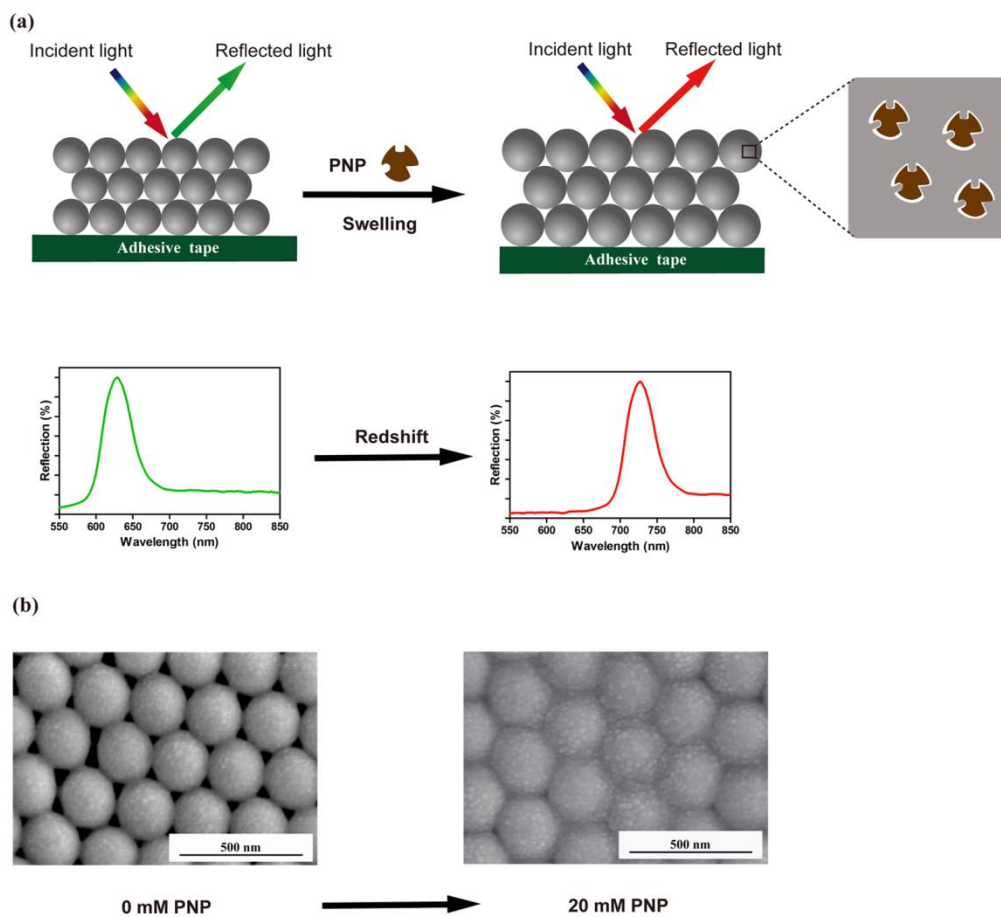 (a)
Incident light
Reflected light
Incident light
Reflected light
PNP
Swelling
Adhesive tape
Adhesive tape
Reflection (%)
550 600 650 700 750 800 850
Wavelength (nm)
Redshift
Reflection (%)
550 600 650 700 750 800 850
Wavelength (nm)
(b)
500 nm
500 nm
0 mM PNP
20 mM PNP